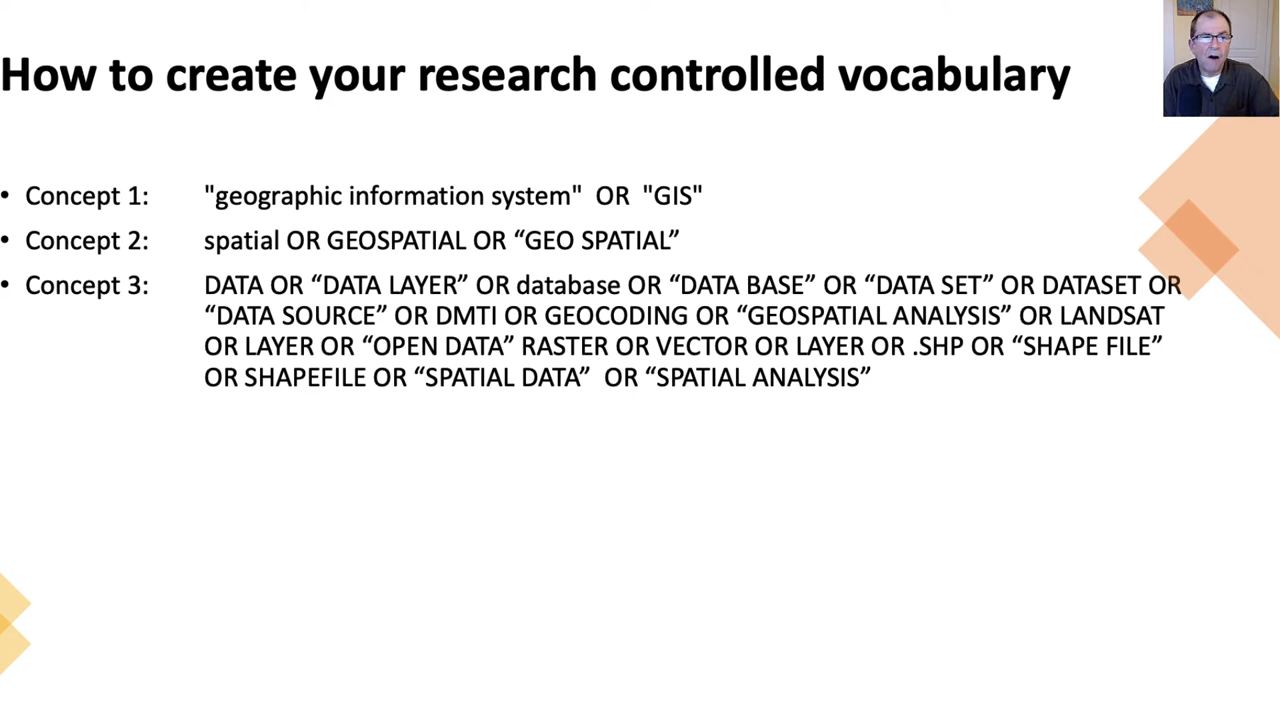 How to create your research controlled vocabulary
• Concept 1: "geographic information system" OR "GIS"
• Concept 2: spatial OR GEOSPATIAL OR “GEO SPATIAL”
• Concept 3: DATA OR “DATA LAYER” OR database OR “DATA BASE” OR “DATA SET” OR DATASET OR
“DATA SOURCE” OR DMTI OR GEOCODING OR “GEOSPATIAL ANALYSIS” OR LANDSAT
OR LAYER OR “OPEN DATA” RASTER OR VECTOR OR LAYER OR .SHP OR “SHAPE FILE”
OR SHAPEFILE OR “SPATIAL DATA” OR “SPATIAL ANALYSIS”